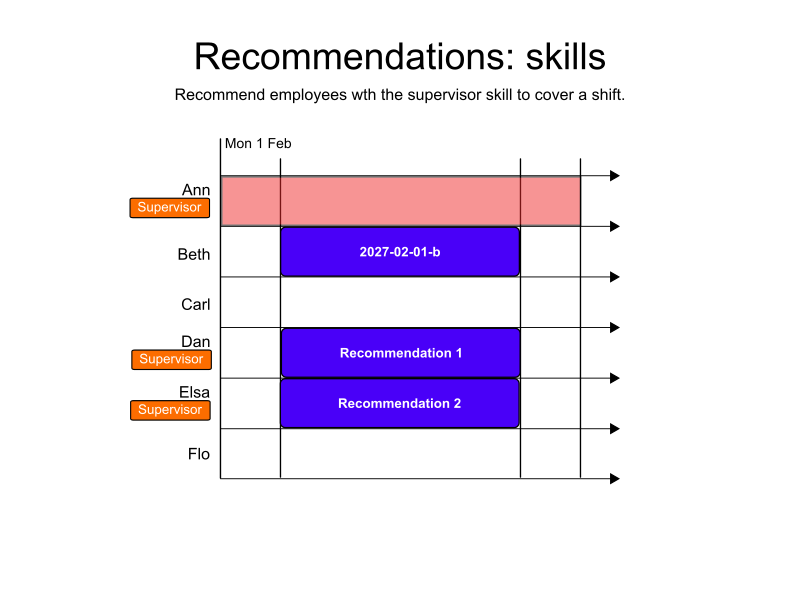 Recommendations: skills
Recommend employees wth the supervisor skill to cover a shift.
Mon 1 Feb
Ann
Supervisor
Beth
2027-02-01-b
Carl
Dan
Supervisor
Recommendation 1
Elsa
Supervisor
Recommendation 2
Flo